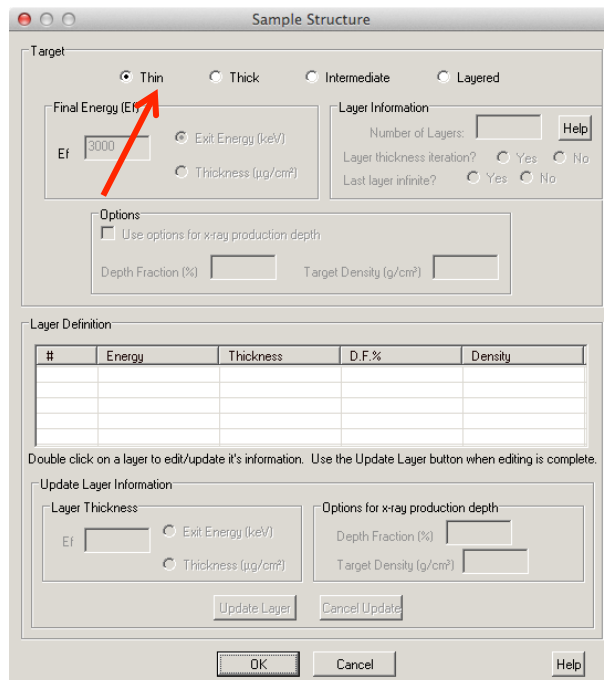 Sample Structure
Target
Thin Thick Intermediate Layered
Final Energy (Ef)
Ef 3000
Exit Energy (keV)
Thickness (µg/cm²)
Layer Information
Number of Layers: Help
Layer thickness iteration? Yes No
Last layer infinite? Yes No
Options
Use options for x-ray production depth
Depth Fraction (%) Target Density (g/cm³)
Layer Definition
# Energy Thickness D.F.% Density
Double click on a layer to edit/update it's information. Use the Update Layer button when editing is complete.
Update Layer Information
Layer Thickness
Ef
Exit Energy (keV)
Thickness (µg/cm²)
Options for x-ray production depth
Depth Fraction (%)
Target Density (g/cm³)
Update Layer Cancel Update
OK Cancel Help